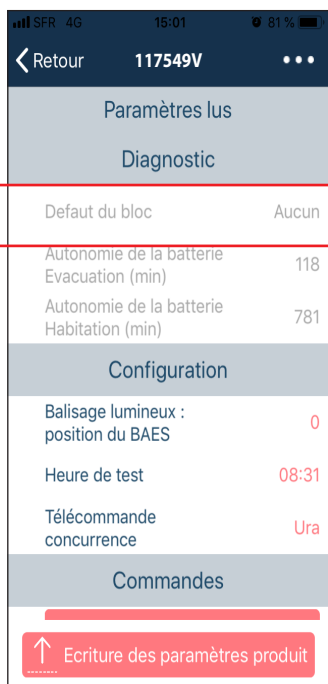 SFR 4G 15:01 81 %
Retour 117549V
Paramètres lus
Diagnostic
Defaut du bloc Aucun
Autonomie de la batterie
Evacuation (min) 118
Autonomie de la batterie
Habitation (min) 781
Configuration
Balisage lumineux :
position du BAES 0
Heure de test 08:31
Télécommande
concurrence Ura
Commandes
Ecriture des paramètres produit